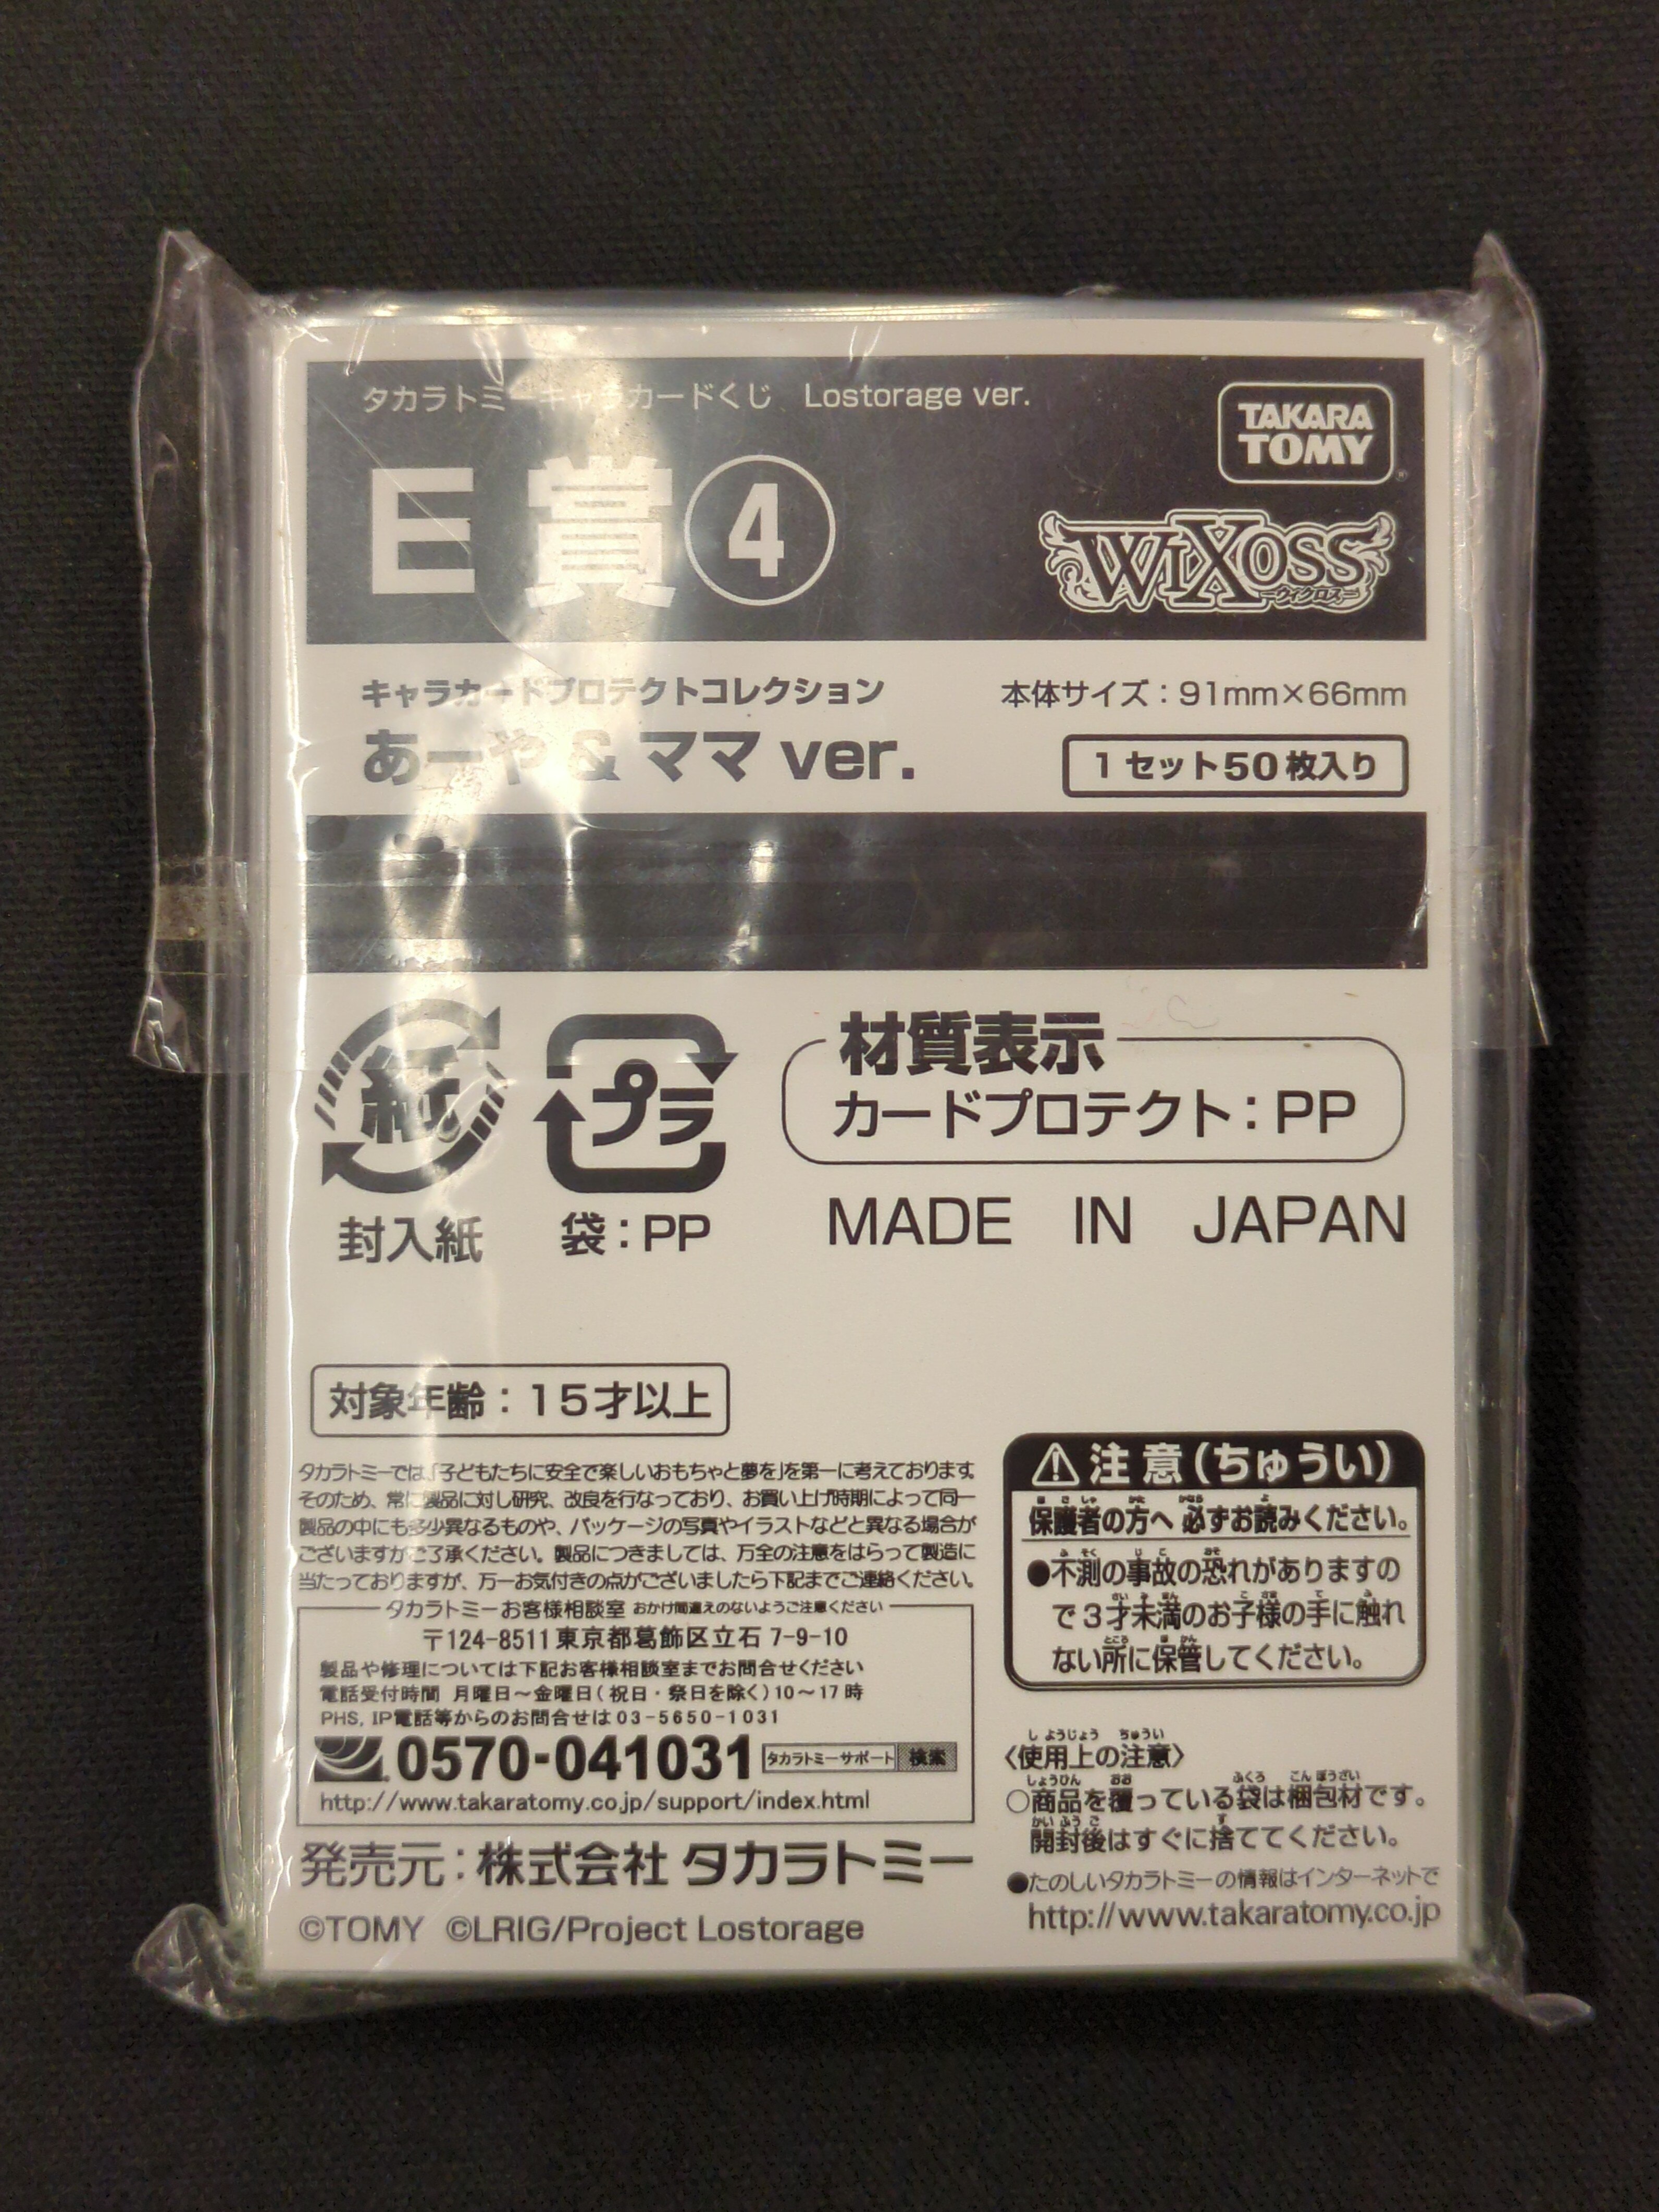 タカラトミーキャラカードくじ Lostorage ver.
TAKARA
TOMY
E 賞④
WIXOSS
-ウィクロス-
キャラカードプロテクトコレクション
本体サイズ：91mm×66mm
あーや＆ママ ver.
1セット50枚入り
紙
プラ
材質表示
カードプロテクト：PP
封入紙
袋：PP
MADE IN JAPAN
対象年齢：15才以上
タカラトミーでは｢子どもたちに安全で楽しいおもちゃと夢を｣を第一に考えております。
そのため、常に製品に対し研究、改良を行なっており、お買い上げ時期によって同一
製品の中にも多少異なるものや、パッケージの写真やイラストなどと異なる場合が
ございますがご了承ください。製品につきましては、万全の注意をはらって製造に
当たっておりますが、万一お気付きの点がございましたら下記までご連絡ください。
タカラトミーお客様相談室 おかけ間違えのないようご注意ください
〒124-8511 東京都葛飾区立石 7-9-10
製品や修理については下記お客様相談室までお問合せください
電話受付時間 月曜日〜金曜日（祝日・祭日を除く）10〜17時
PHS, IP電話等からのお問合せは 03-5650-1031
0570-041031 タカラトミーサポート 検索
http://www.takaratomy.co.jp/support/index.html
発売元：株式会社 タカラトミー
©TOMY ©LRIG/Project Lostorage
注意（ちゅうい）
保護者の方へ 必ずお読みください。
●不測の事故の恐れがありますの
で3才未満のお子様の手に触れ
ない所に保管してください。
〈使用上の注意〉
○商品を覆っている袋は梱包材です。
開封後はすぐに捨ててください。
●たのしいタカラトミーの情報はインターネットで
http://www.takaratomy.co.jp